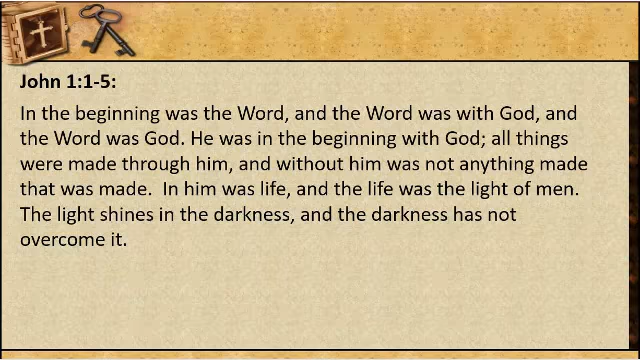 John 1:1-5:
In the beginning was the Word, and the Word was with God, and
the Word was God. He was in the beginning with God; all things
were made through him, and without him was not anything made
that was made.  In him was life, and the life was the light of men.
The light shines in the darkness, and the darkness has not
overcome it.